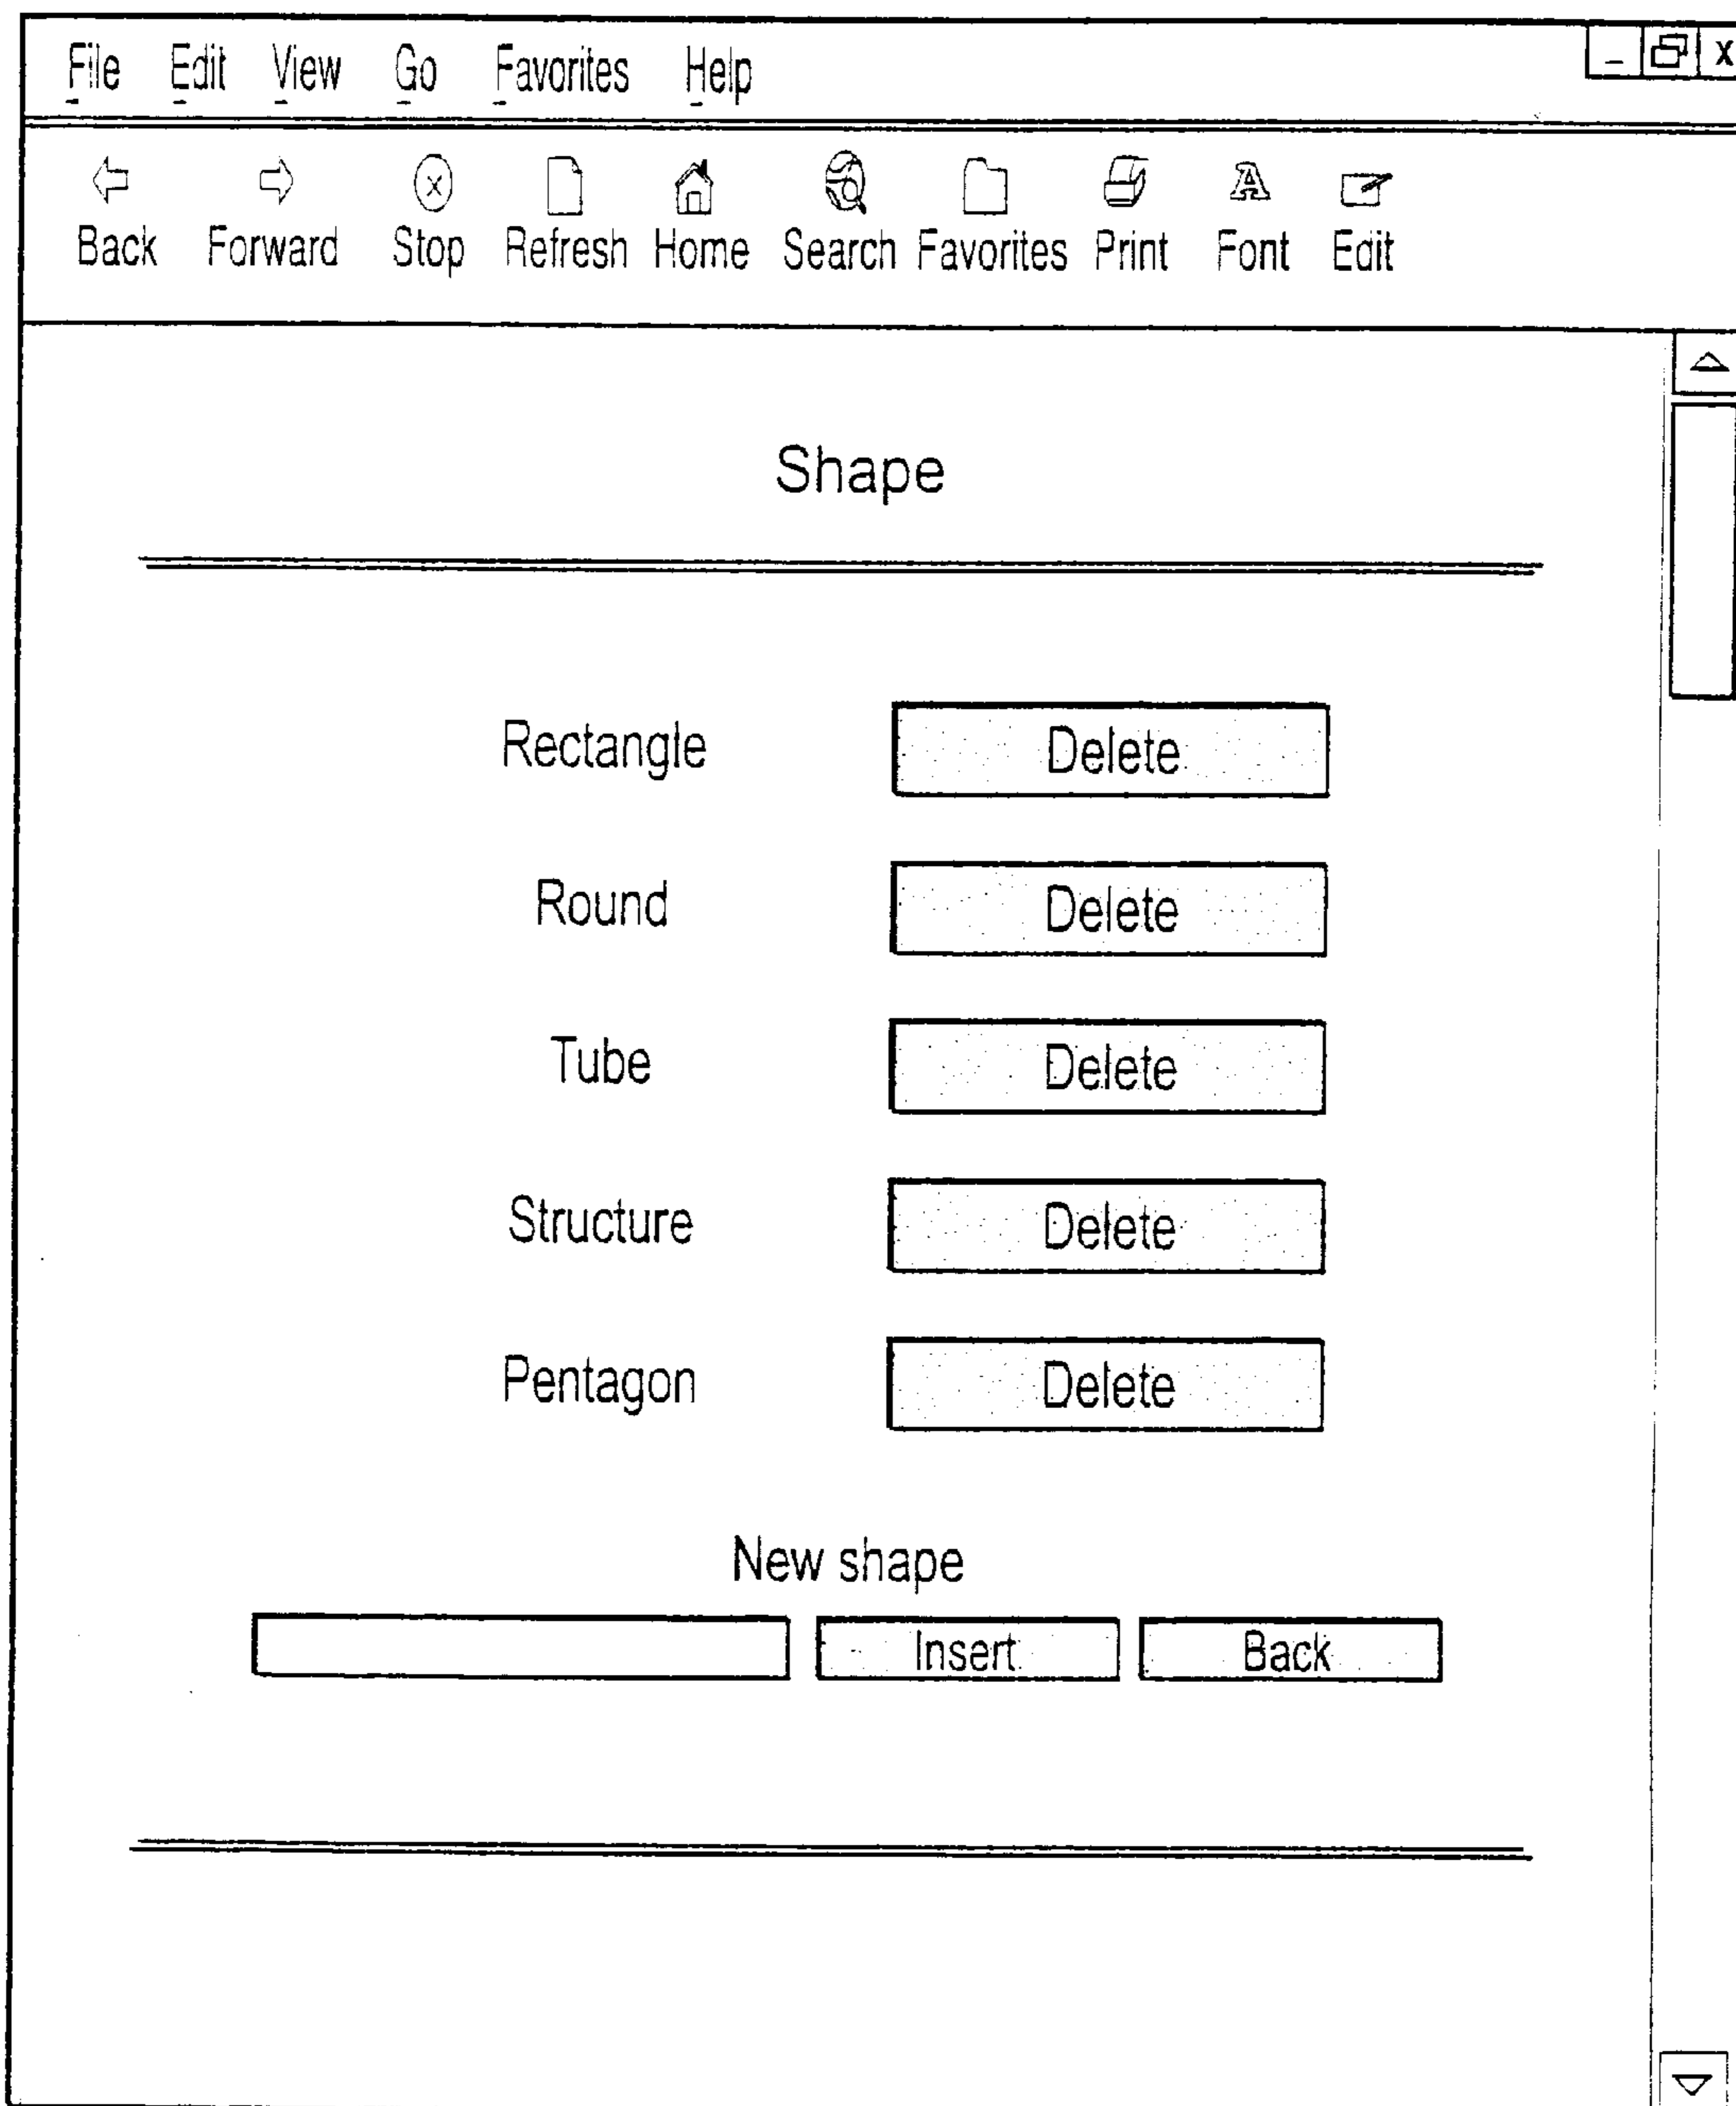 File Edit View Go Favorites Help
Back Forward Stop Refresh Home Search Favorites Print Font Edit
Shape
Rectangle Delete
Round Delete
Tube Delete
Structure Delete
Pentagon Delete
New shape
Insert Back